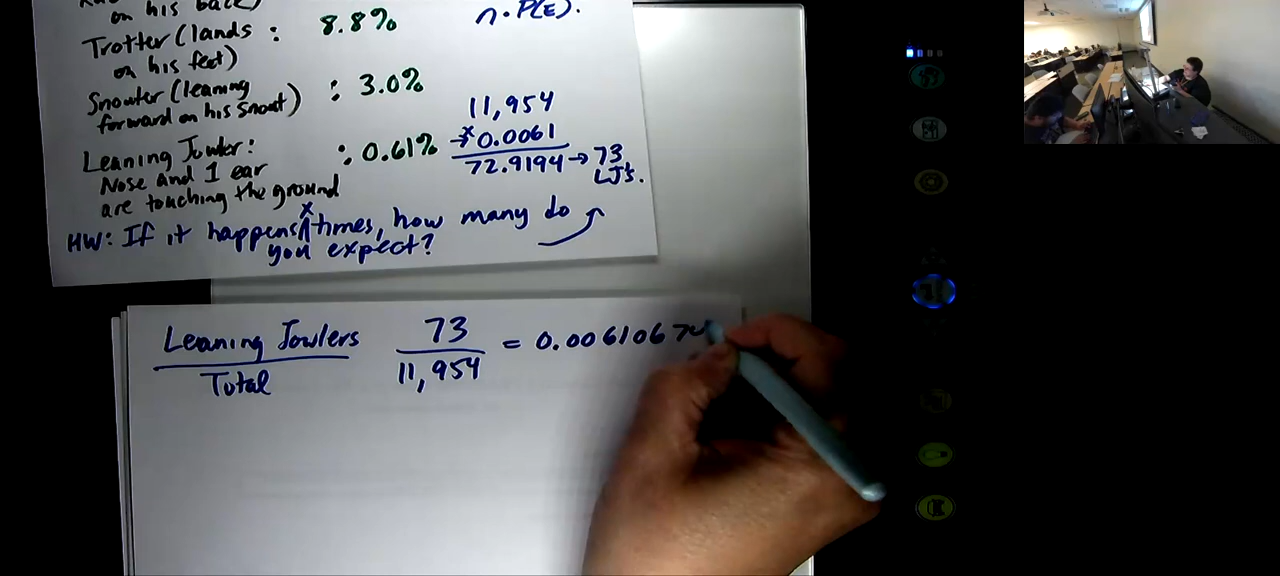 on his back)
n·P(E).
Trotter (lands : 8.8%
on his feet)
Snouter (leaning : 3.0%
forward on his snout)
11,954
x 0.0061
72.9194 → 73
LJ's.
Leaning Jowler: : 0.61%
Nose and 1 ear
are touching the ground
HW: If it happens x times, how many do
you expect?
Leaning Jowlers
Total
73
11,954
= 0.00610674